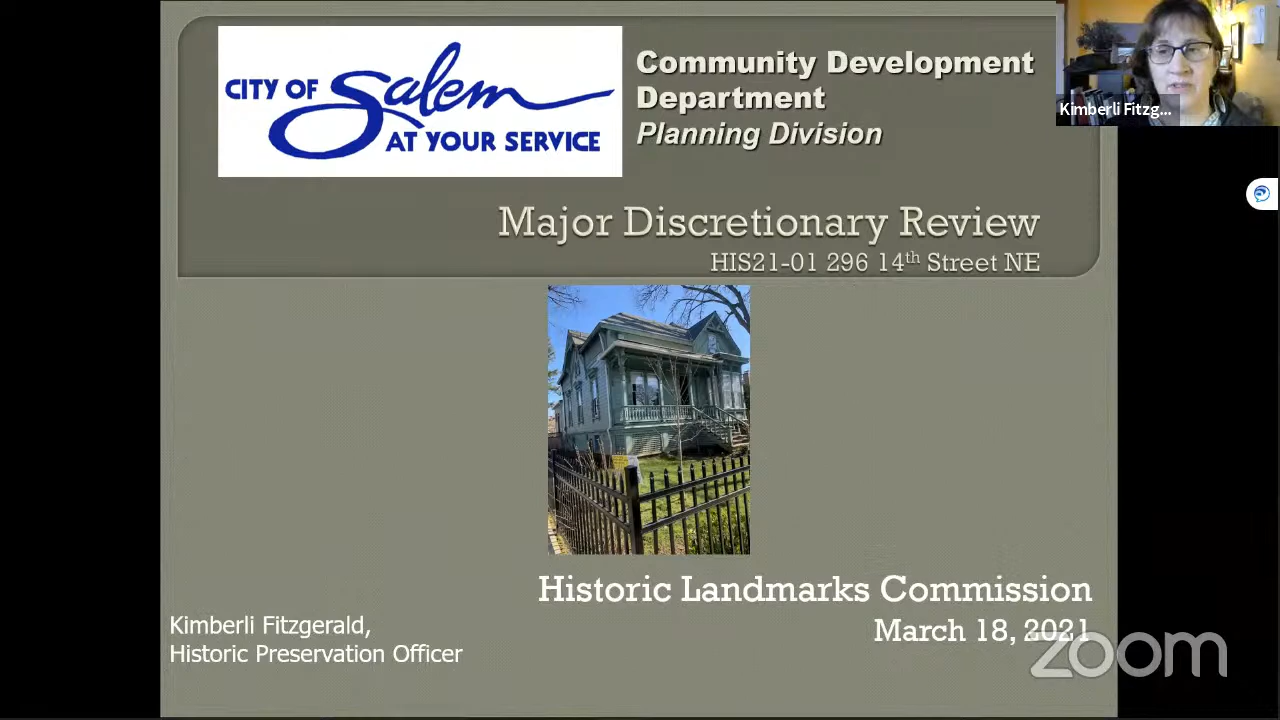 CITY OF Salem
AT YOUR SERVICE
Community Development
Department
Planning Division
Kimberli Fitzg...
Major Discretionary Review
HIS21-01 296 14th Street NE
Historic Landmarks Commission
March 18, 2021
Kimberli Fitzgerald,
Historic Preservation Officer
zoom